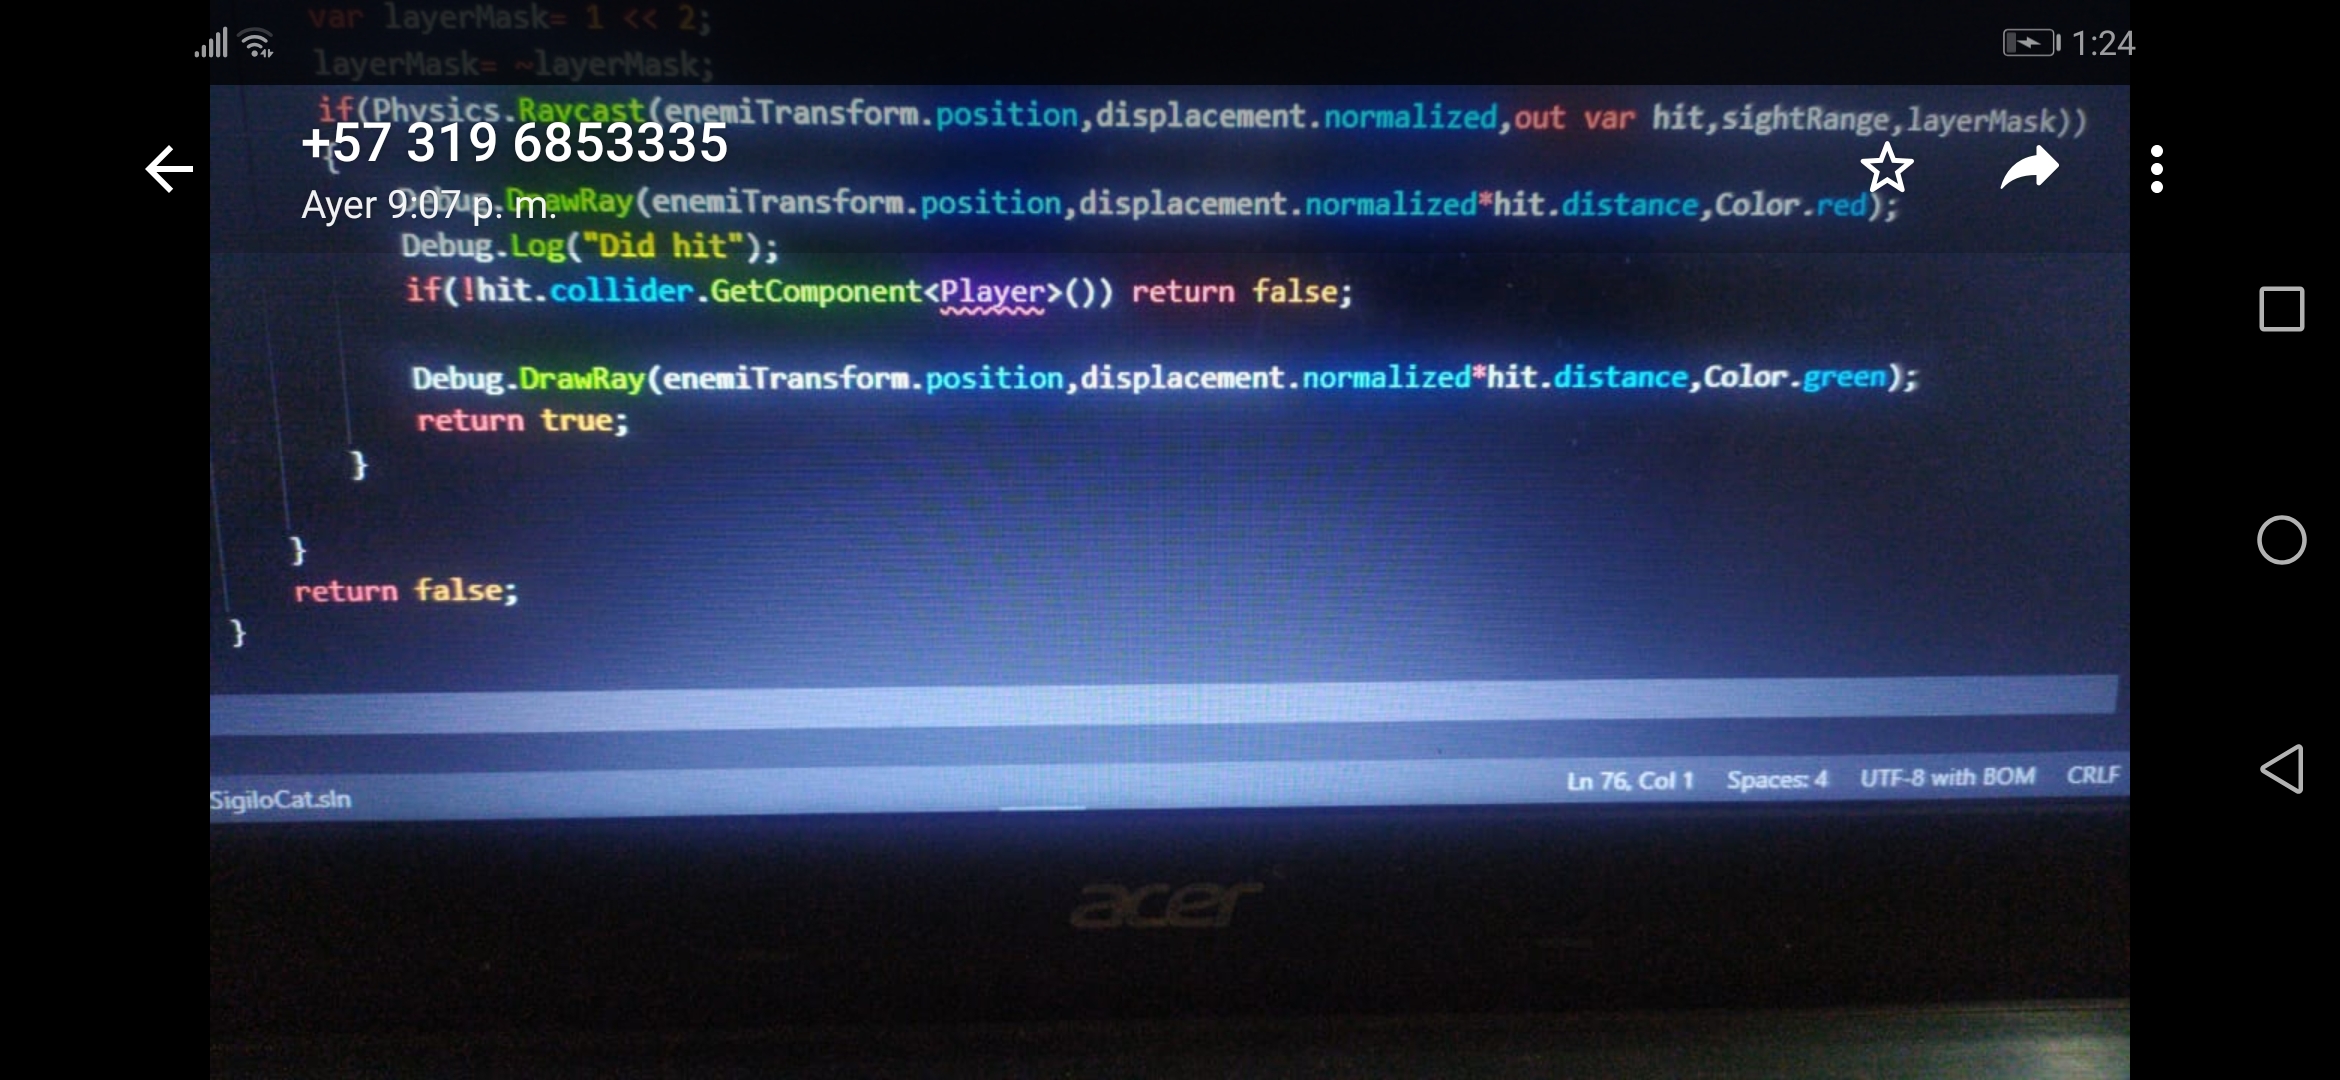 var layerMask= 1 << 2;
1:24
layerMask= ~layerMask;
if(Physics.Raycast(enemiTransform.position,displacement.normalized,out var hit,sightRange,layerMask))
+57 319 6853335
{
Debug.DrawRay(enemiTransform.position,displacement.normalized*hit.distance,Color.red);
Ayer 9:07 p. m.
Debug.Log("Did hit");
if(!hit.collider.GetComponent<Player>()) return false;
Debug.DrawRay(enemiTransform.position,displacement.normalized*hit.distance,Color.green);
return true;
}
}
return false;
}
SigiloCat.sln
Ln 76, Col 1 Spaces: 4 UTF-8 with BOM CRLF
acer